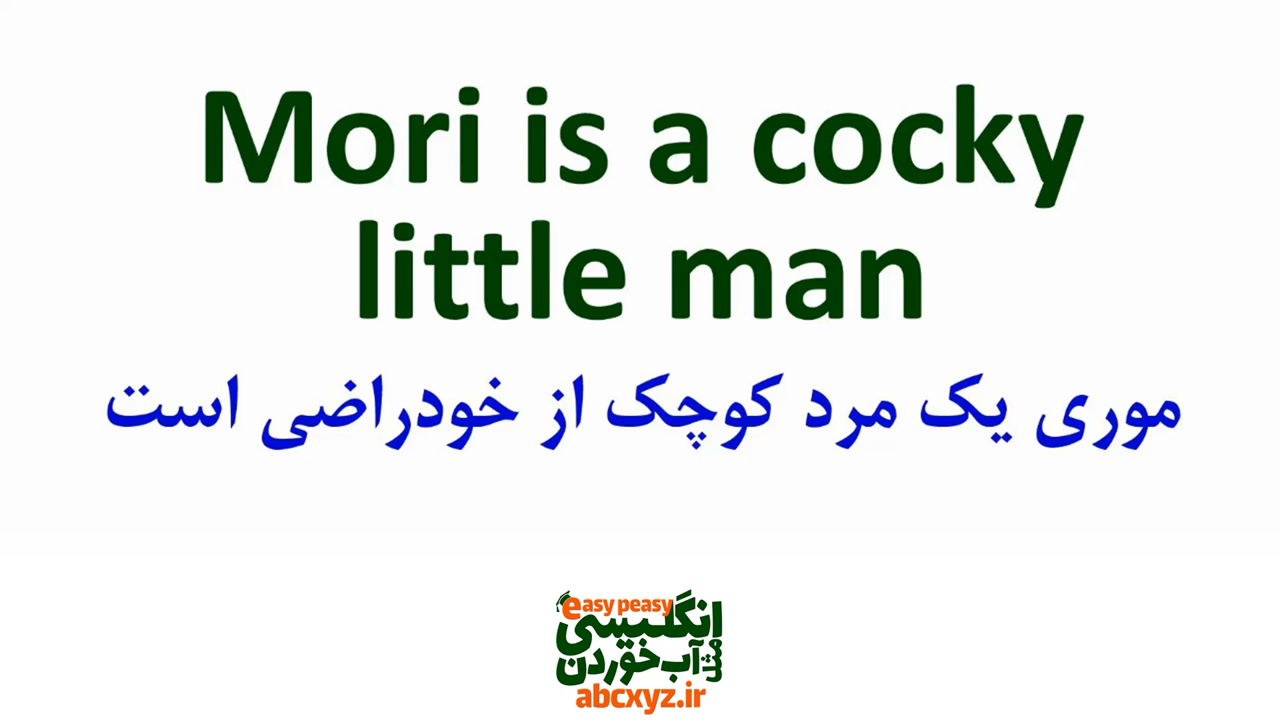 Mori is a cocky
little man
موری یک مرد کوچک از خودراضی است
easy peasy
انگلیسی
مثل آب خوردن
abcxyz.ir